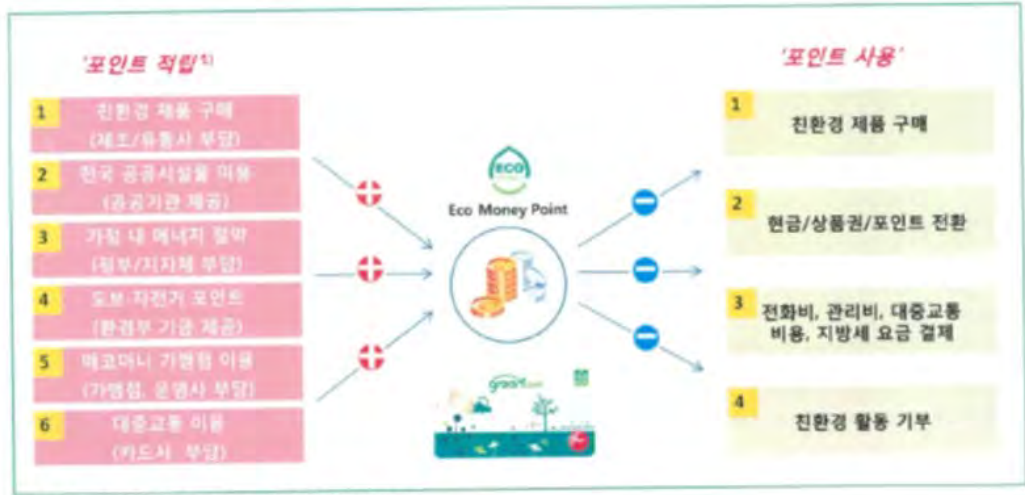 '포인트 적립'1)
1
친환경 제품 구매
(제조/유통사 부담)
2
전국 공공시설물 이용
(공공기관 제공)
3
가정 내 에너지 절약
(정부/지자체 부담)
4
도보·자전거 포인트
(환경부 기금 제공)
5
에코머니 가맹점 이용
(가맹점, 운영사 부담)
6
대중교통 이용
(카드사 부담)
ECO
Eco Money Point
'포인트 사용'
1
친환경 제품 구매
2
현금/상품권/포인트 전환
3
전화비, 관리비, 대중교통
비용, 지방세 요금 결제
4
친환경 활동 기부